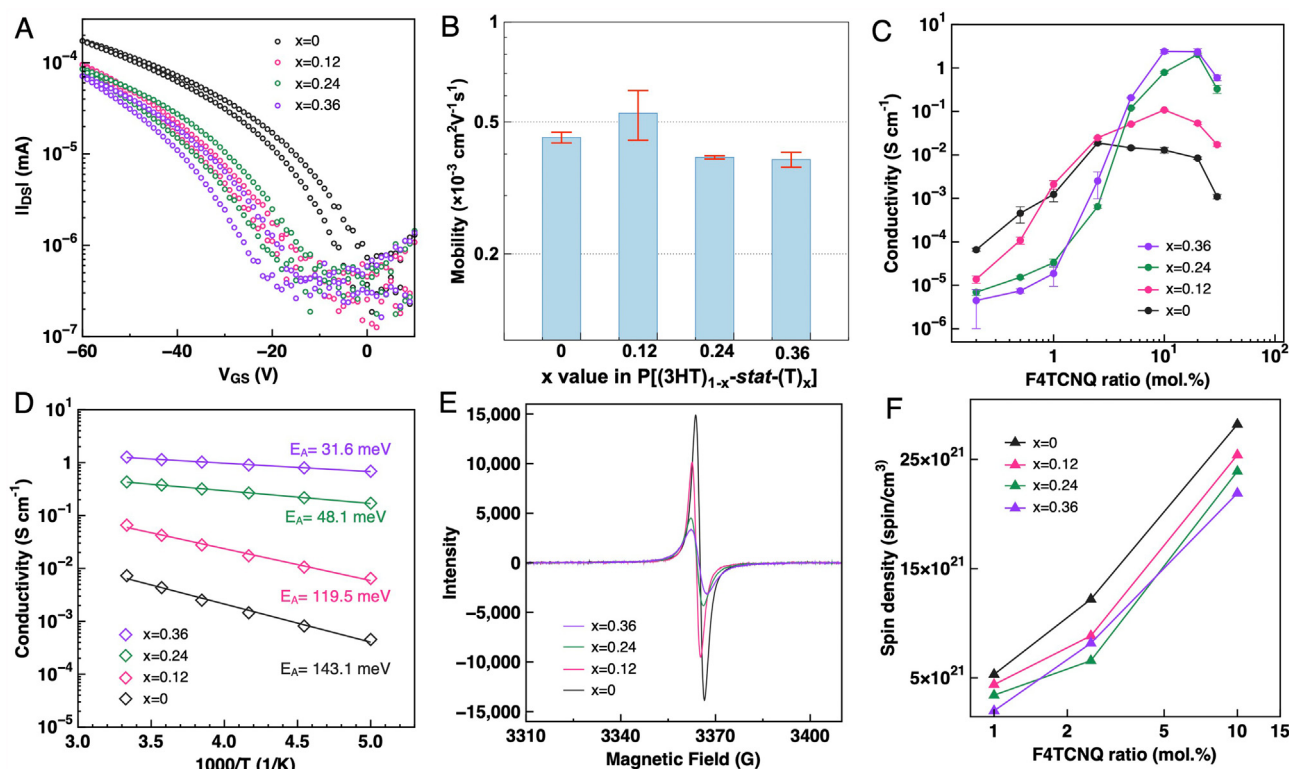 A
|I_DS| (mA)
10⁻⁴
10⁻⁵
10⁻⁶
10⁻⁷
x=0
x=0.12
x=0.24
x=0.36
−60
−40
−20
0
V_GS (V)
B
Mobility (×10⁻³ cm²V⁻¹s¹)
1
0.5
0.2
0
0.12
0.24
0.36
x value in P[(3HT)₁₋ₓ-stat-(T)ₓ]
C
Conductivity (S cm⁻¹)
10¹
1
10⁻¹
10⁻²
10⁻³
10⁻⁴
10⁻⁵
10⁻⁶
x=0.36
x=0.24
x=0.12
x=0
1
10¹
10²
F4TCNQ ratio (mol.%)
D
Conductivity (S cm⁻¹)
10¹
1
10⁻¹
10⁻²
10⁻³
10⁻⁴
10⁻⁵
E_A= 31.6 meV
E_A= 48.1 meV
E_A= 119.5 meV
E_A= 143.1 meV
x=0.36
x=0.24
x=0.12
x=0
3.0
3.5
4.0
4.5
5.0
1000/T (1/K)
E
Intensity
15,000
10,000
5,000
0
−5,000
−10,000
−15,000
x=0.36
x=0.24
x=0.12
x=0
3310
3340
3370
3400
Magnetic Field (G)
F
Spin density (spin/cm³)
25×10²¹
15×10²¹
5×10²¹
x=0
x=0.12
x=0.24
x=0.36
1
2
5
10
15
F4TCNQ ratio (mol.%)